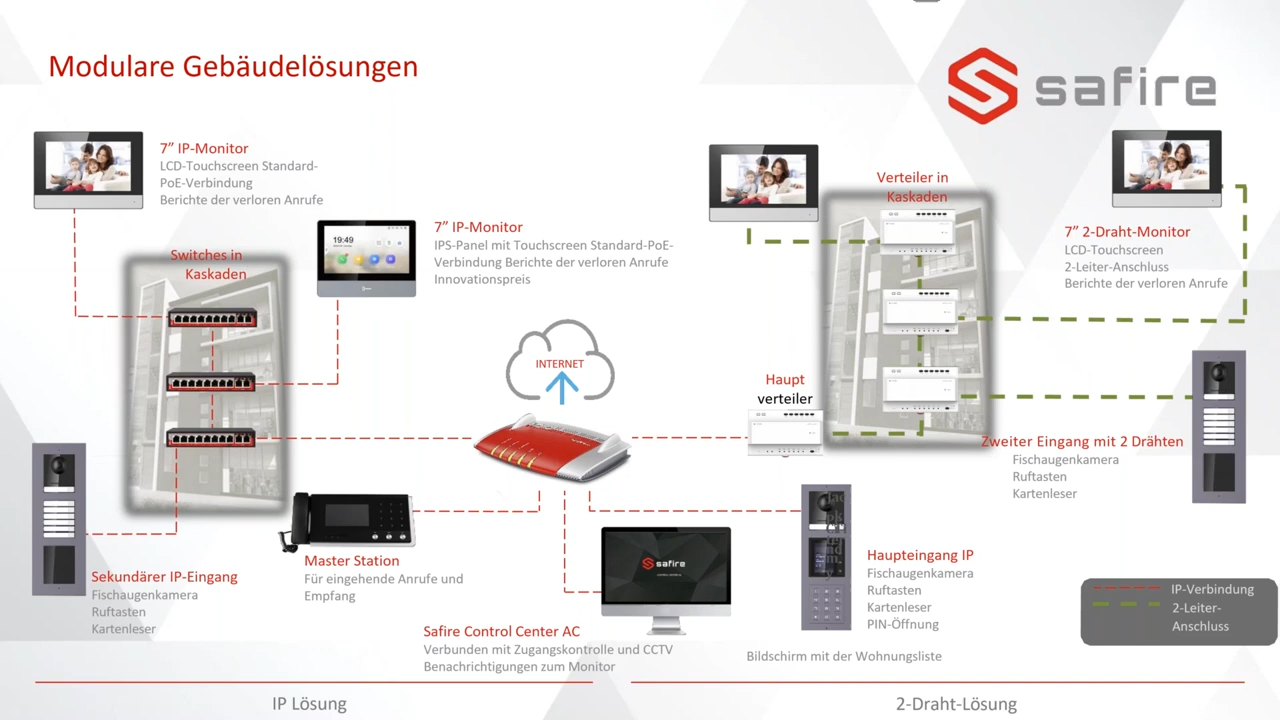 Modulare Gebäudelösungen
safire
7” IP-Monitor
LCD-Touchscreen Standard-
PoE-Verbindung
Berichte der verloren Anrufe
7” IP-Monitor
IPS-Panel mit Touchscreen Standard-PoE-
Verbindung Berichte der verloren Anrufe
Innovationspreis
19:49
Switches in
Kaskaden
Verteiler in
Kaskaden
7” 2-Draht-Monitor
LCD-Touchscreen
2-Leiter-Anschluss
Berichte der verloren Anrufe
INTERNET
Haupt
verteiler
Zweiter Eingang mit 2 Drähten
Fischaugenkamera
Ruftasten
Kartenleser
Sekundärer IP-Eingang
Fischaugenkamera
Ruftasten
Kartenleser
Master Station
Für eingehende Anrufe und
Empfang
safire
Safire Control Center AC
Verbunden mit Zugangskontrolle und CCTV
Benachrichtigungen zum Monitor
Haupteingang IP
Fischaugenkamera
Ruftasten
Kartenleser
PIN-Öffnung
Bildschirm mit der Wohnungsliste
IP-Verbindung
2-Leiter-
Anschluss
IP Lösung
2-Draht-Lösung